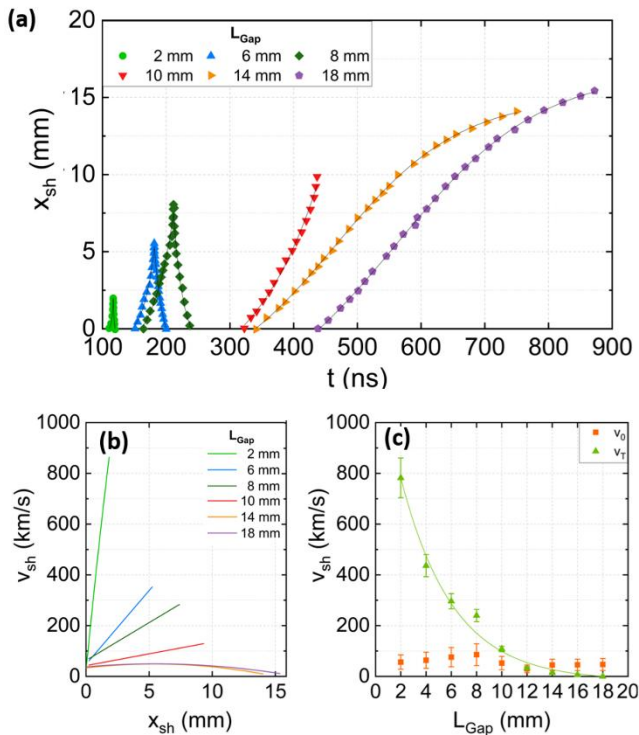 (a)
20
15
10
5
0
x_sh (mm)
L_Gap
2 mm 6 mm 8 mm
10 mm 14 mm 18 mm
100 200 300 400 500 600 700 800 900
t (ns)
(b)
1000
800
600
400
200
0
v_sh (km/s)
L_Gap
2 mm
6 mm
8 mm
10 mm
14 mm
18 mm
0 5 10 15
x_sh (mm)
(c)
1000
800
600
400
200
0
v_sh (km/s)
v_0
v_T
0 2 4 6 8 10 12 14 16 18 20
L_Gap (mm)